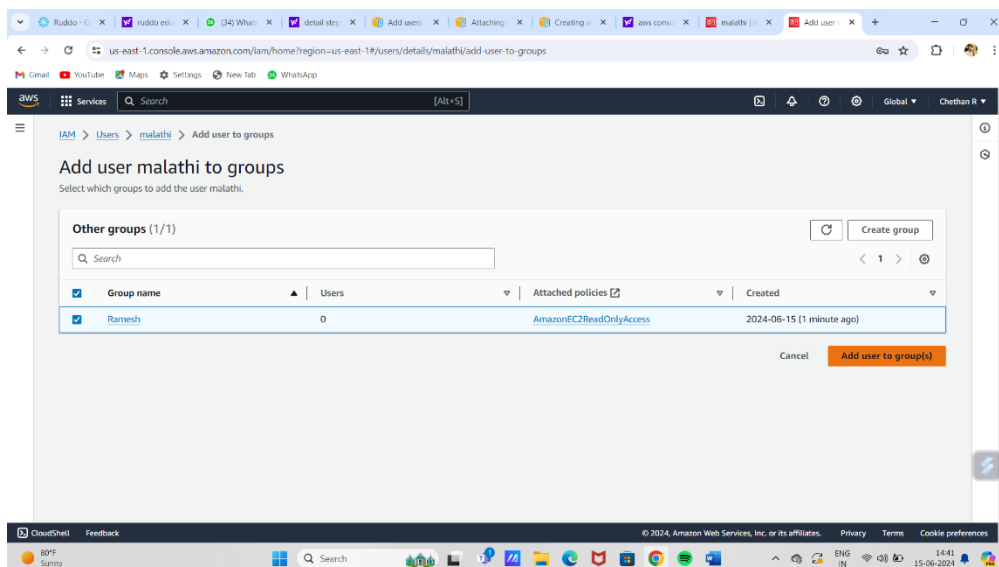 Ruddo - G
ruddo edu
(34) Whats
detail step
Add users
Attaching
Creating a
aws conso
malathi | U
Add user
us-east-1.console.aws.amazon.com/iam/home?region=us-east-1#/users/details/malathi/add-user-to-groups
Gmail YouTube Maps Settings New Tab WhatsApp
aws Services Search [Alt+S] Global Chethan R
IAM > Users > malathi > Add user to groups
Add user malathi to groups
Select which groups to add the user malathi.
Other groups (1/1) Create group
Search 1
Group name Users Attached policies Created
Ramesh 0 AmazonEC2ReadOnlyAccess 2024-06-15 (1 minute ago)
Cancel Add user to group(s)
CloudShell Feedback © 2024, Amazon Web Services, Inc. or its affiliates. Privacy Terms Cookie preferences
80°F Search ENG 14:41
Sunny IN 15-06-2024